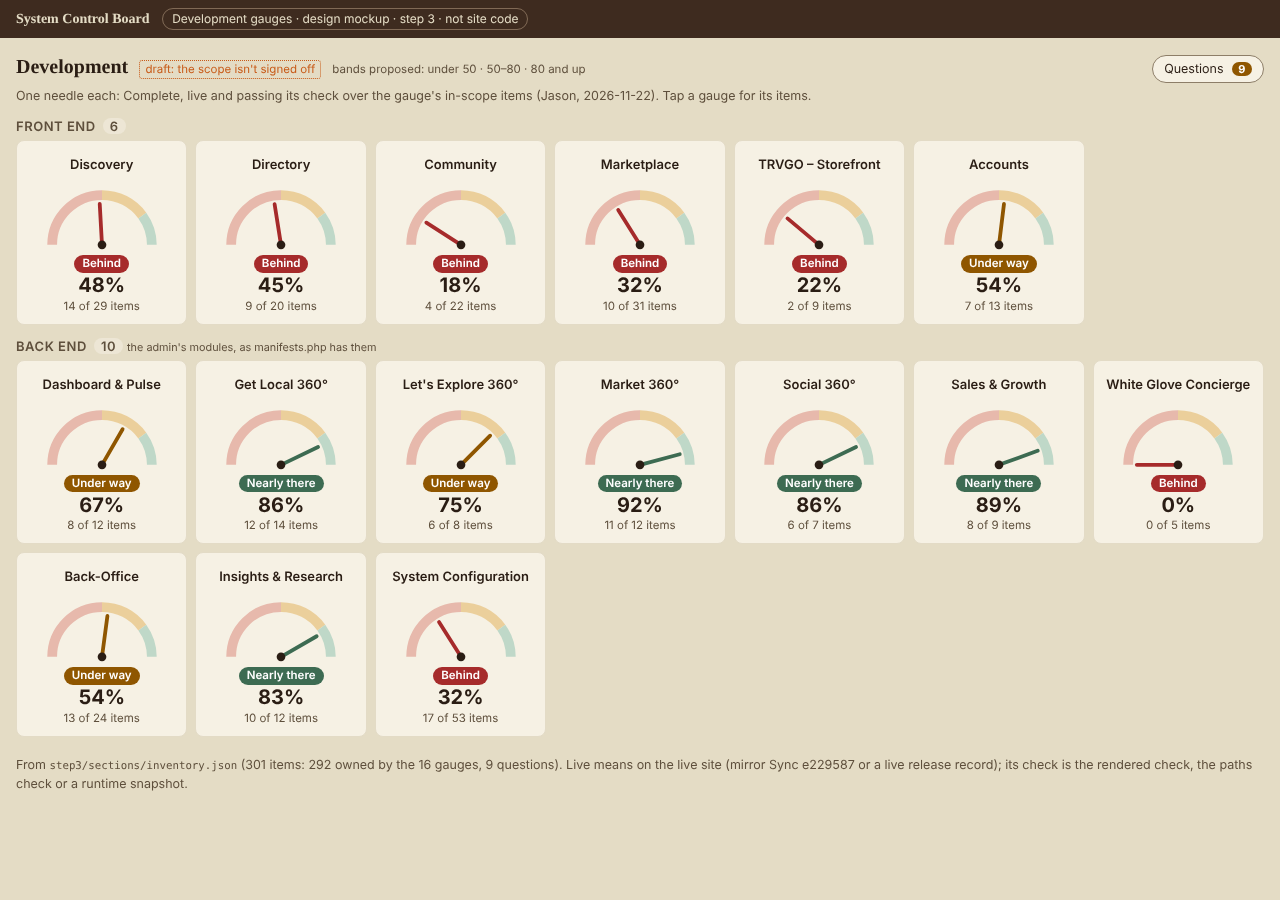 System Control Board
Development gauges · design mockup · step 3 · not site code
Development
draft: the scope isn't signed off
bands proposed: under 50 · 50–80 · 80 and up
Questions 9
One needle each: Complete, live and passing its check over the gauge's in-scope items (Jason, 2026-11-22). Tap a gauge for its items.
FRONT END 6
Discovery
Behind
48%
14 of 29 items
Directory
Behind
45%
9 of 20 items
Community
Behind
18%
4 of 22 items
Marketplace
Behind
32%
10 of 31 items
TRVGO – Storefront
Behind
22%
2 of 9 items
Accounts
Under way
54%
7 of 13 items
BACK END 10 the admin's modules, as manifests.php has them
Dashboard & Pulse
Under way
67%
8 of 12 items
Get Local 360°
Nearly there
86%
12 of 14 items
Let's Explore 360°
Under way
75%
6 of 8 items
Market 360°
Nearly there
92%
11 of 12 items
Social 360°
Nearly there
86%
6 of 7 items
Sales & Growth
Nearly there
89%
8 of 9 items
White Glove Concierge
Behind
0%
0 of 5 items
Back-Office
Under way
54%
13 of 24 items
Insights & Research
Nearly there
83%
10 of 12 items
System Configuration
Behind
32%
17 of 53 items
From step3/sections/inventory.json (301 items: 292 owned by the 16 gauges, 9 questions). Live means on the live site (mirror Sync e229587 or a live release record); its check is the rendered check, the paths
check or a runtime snapshot.